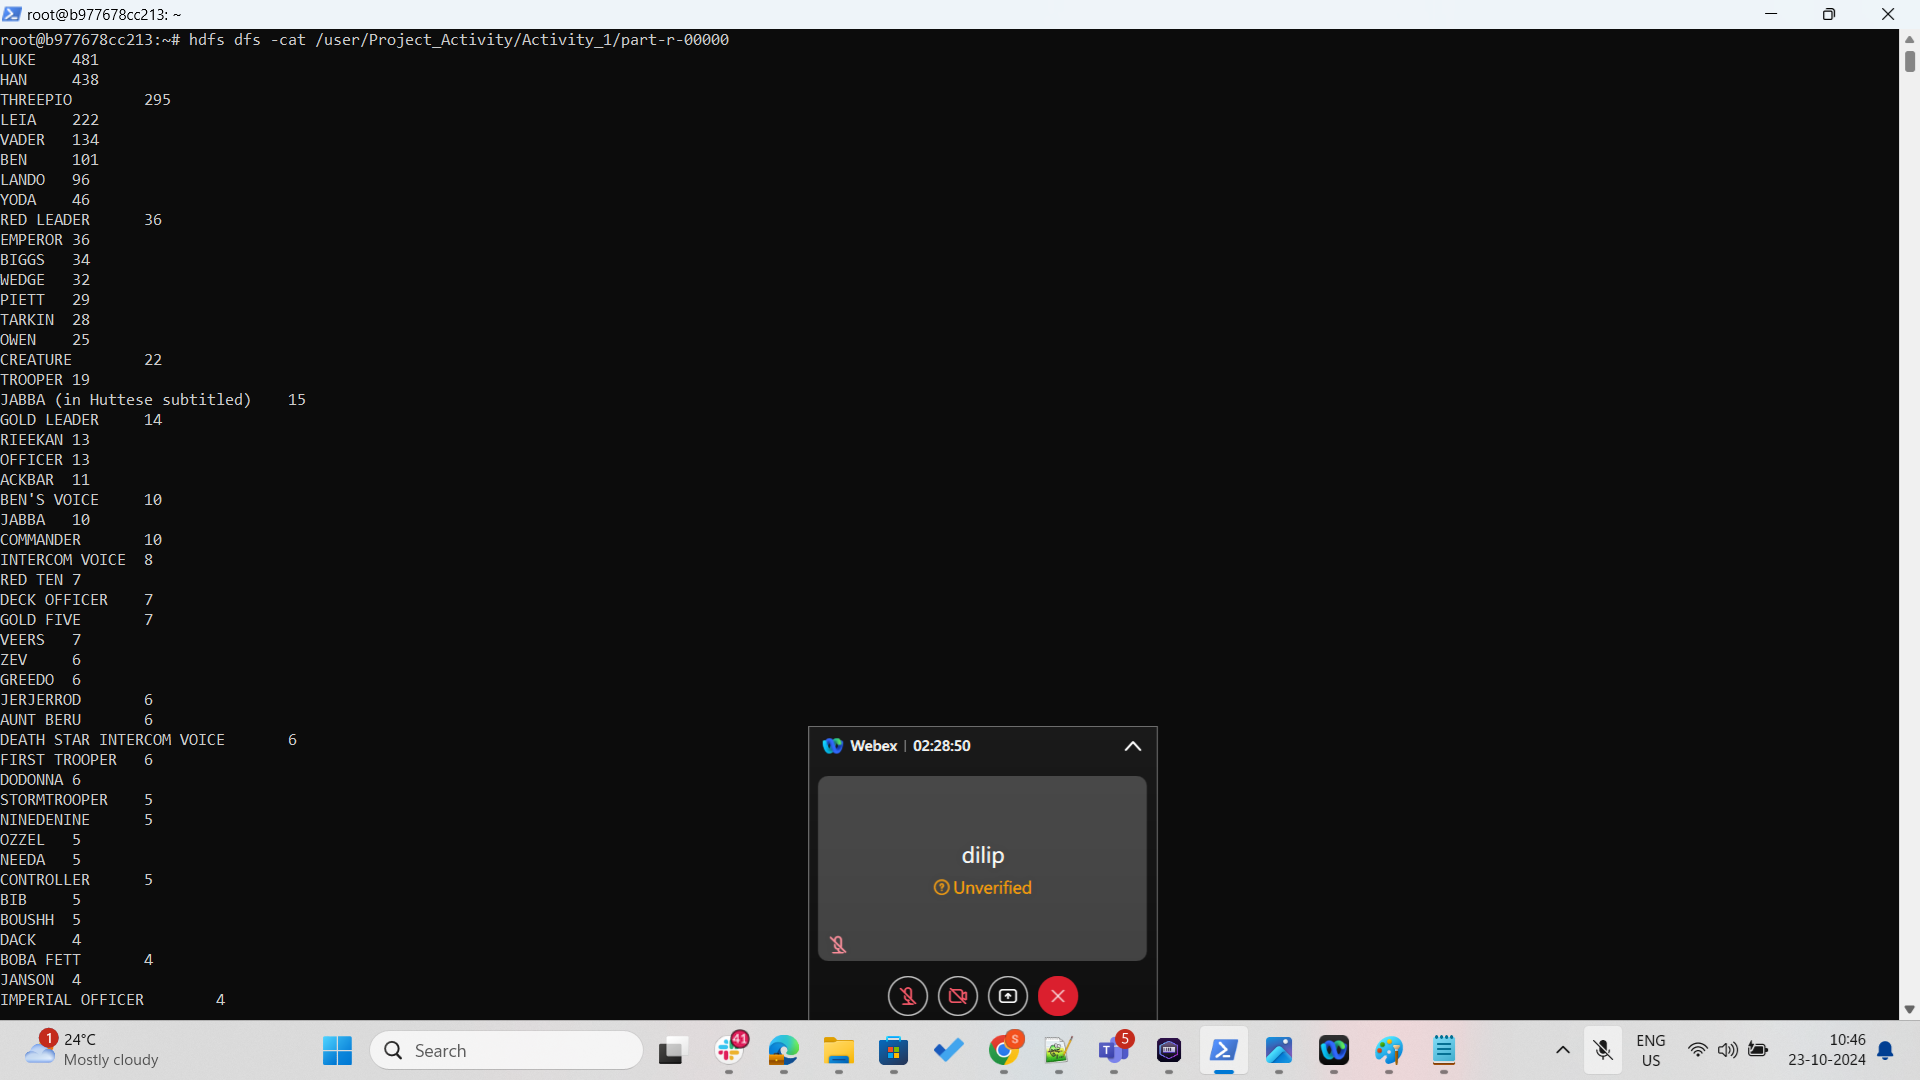 root@b977678cc213: ~
root@b977678cc213:~# hdfs dfs -cat /user/Project_Activity/Activity_1/part-r-00000
LUKE 481
HAN 438
THREEPIO 295
LEIA 222
VADER 134
BEN 101
LANDO 96
YODA 46
RED LEADER 36
EMPEROR 36
BIGGS 34
WEDGE 32
PIETT 29
TARKIN 28
OWEN 25
CREATURE 22
TROOPER 19
JABBA (in Huttese subtitled) 15
GOLD LEADER 14
RIEEKAN 13
OFFICER 13
ACKBAR 11
BEN'S VOICE 10
JABBA 10
COMMANDER 10
INTERCOM VOICE 8
RED TEN 7
DECK OFFICER 7
GOLD FIVE 7
VEERS 7
ZEV 6
GREEDO 6
JERJERROD 6
AUNT BERU 6
DEATH STAR INTERCOM VOICE 6
FIRST TROOPER 6
DODONNA 6
STORMTROOPER 5
NINEDENINE 5
OZZEL 5
NEEDA 5
CONTROLLER 5
BIB 5
BOUSHH 5
DACK 4
BOBA FETT 4
JANSON 4
IMPERIAL OFFICER 4
Webex | 02:28:50
dilip
Unverified
1
24°C
Mostly cloudy
Search
41
S
5
ENG
US
10:46
23-10-2024